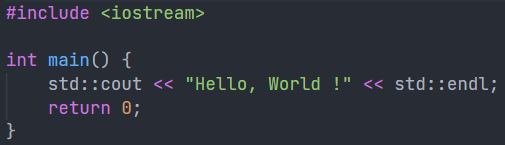 #include <iostream>

int main() {
    std::cout << "Hello, World !" << std::endl;
    return 0;
}